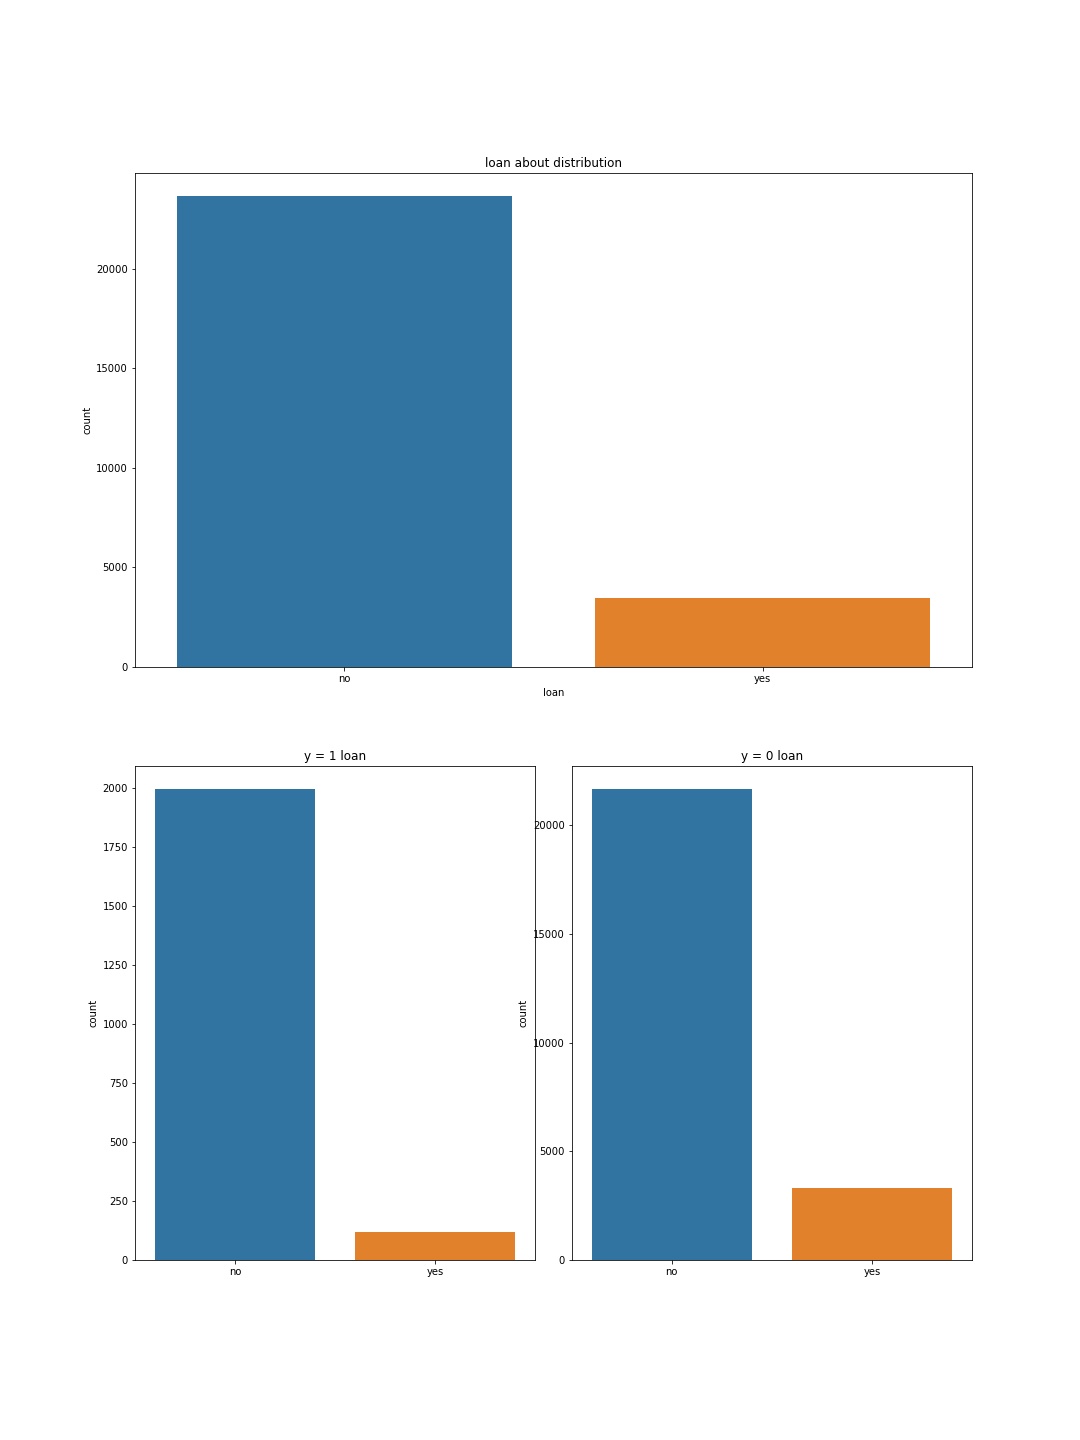 loan about distribution
20000
15000
10000
5000
0
count
no yes
loan
y = 1 loan
2000
1750
1500
1250
1000
750
500
250
0
count
no yes
y = 0 loan
20000
15000
10000
5000
0
count
no yes